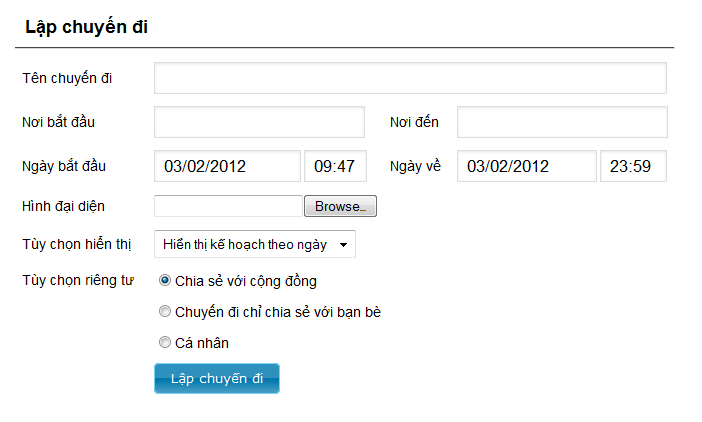 Lập chuyến đi
Tên chuyến đi
Nơi bắt đầu Nơi đến
Ngày bắt đầu 03/02/2012 09:47 Ngày về 03/02/2012 23:59
Hình đại diện Browse..
Tùy chọn hiển thị Hiển thị kế hoạch theo ngày
Tùy chọn riêng tư Chia sẻ với cộng đồng
Chuyến đi chỉ chia sẻ với bạn bè
Cá nhân
Lập chuyến đi